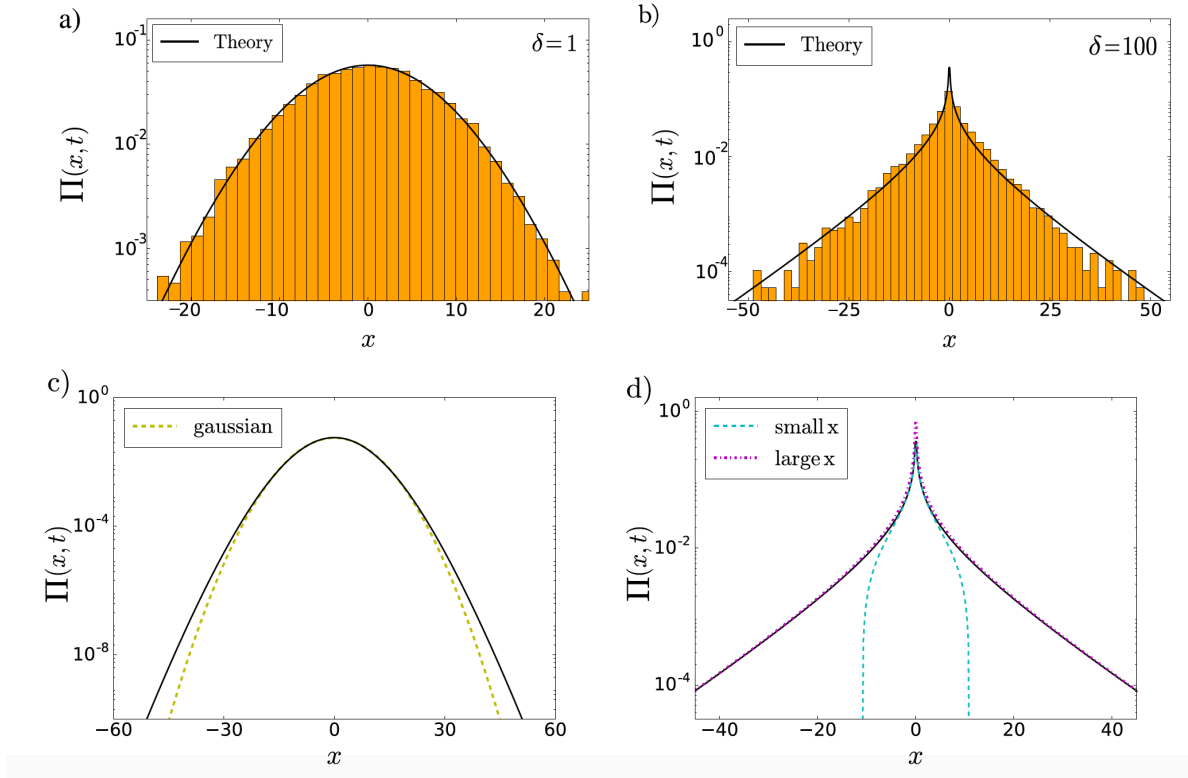 a)
Theory
δ=1
10^-1
10^-2
10^-3
Π(x,t)
−20
−10
0
10
20
x
b)
Theory
δ=100
10^0
10^-2
10^-4
Π(x,t)
−50
−25
0
25
50
x
c)
gaussian
10^0
10^-4
10^-8
Π(x,t)
−60
−30
0
30
60
x
d)
small x
large x
10^0
10^-2
10^-4
Π(x,t)
−40
−20
0
20
40
x